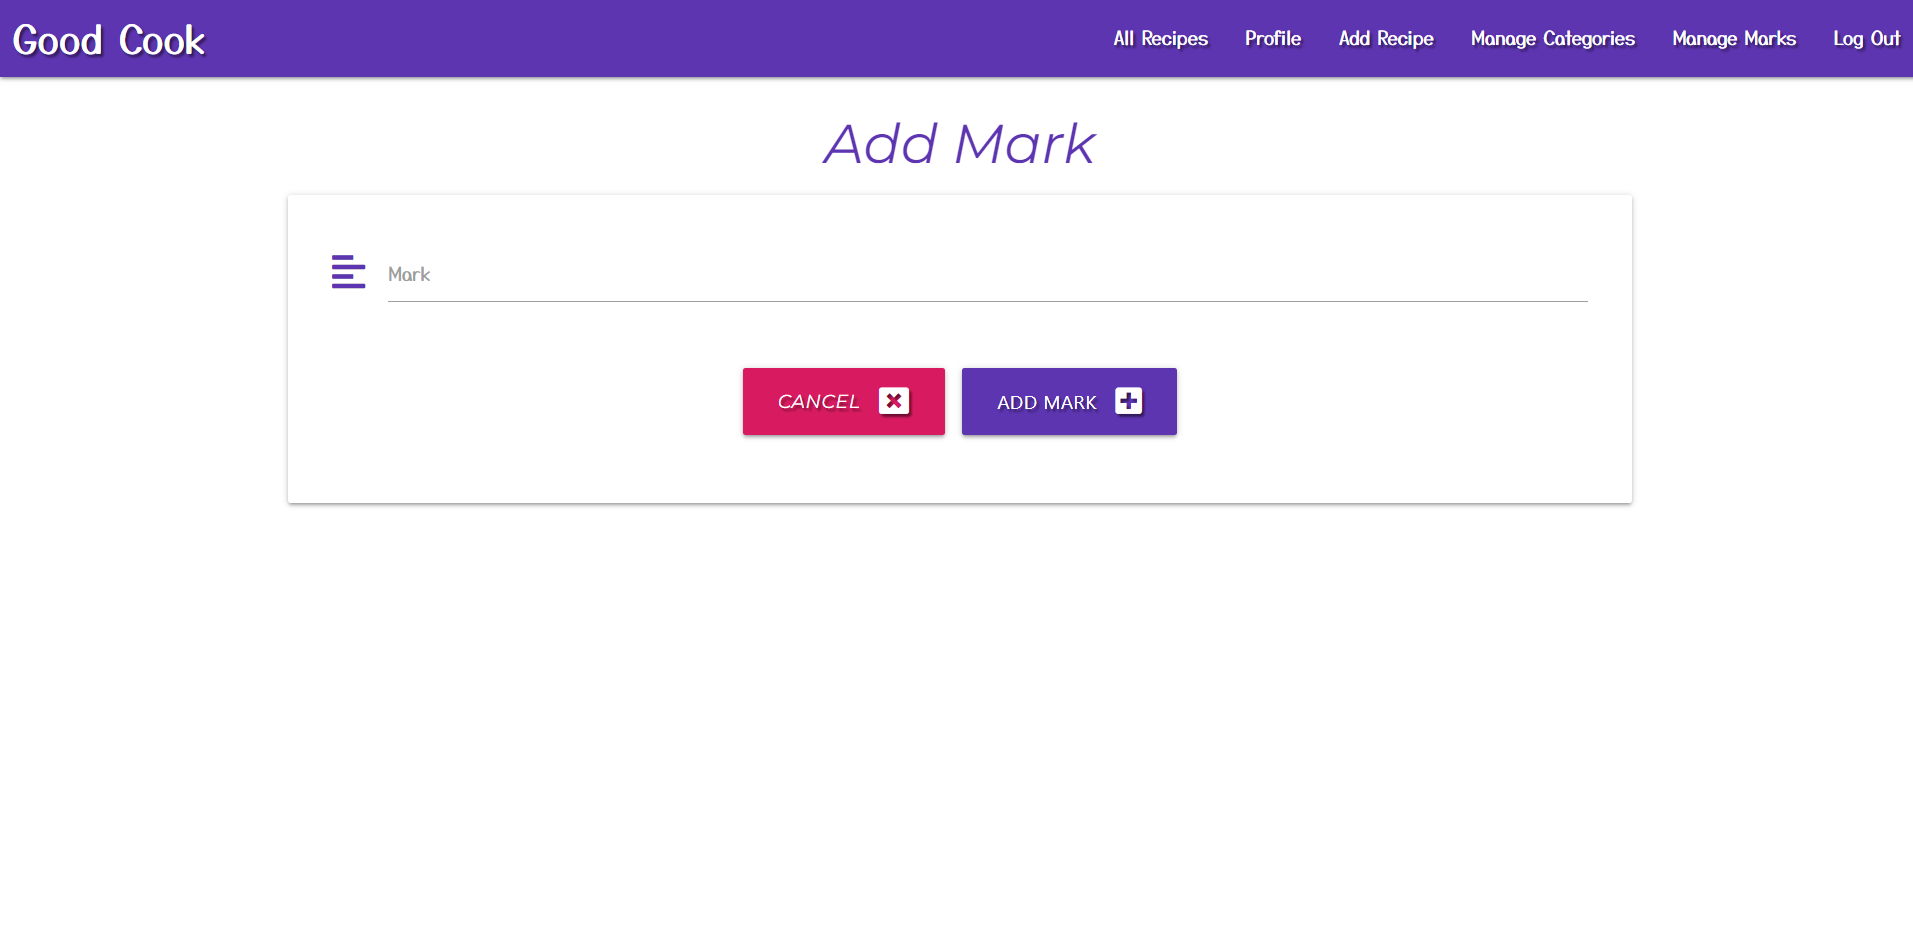 Good Cook
All Recipes Profile Add Recipe Manage Categories Manage Marks Log Out
Add Mark
Mark
CANCEL
ADD MARK